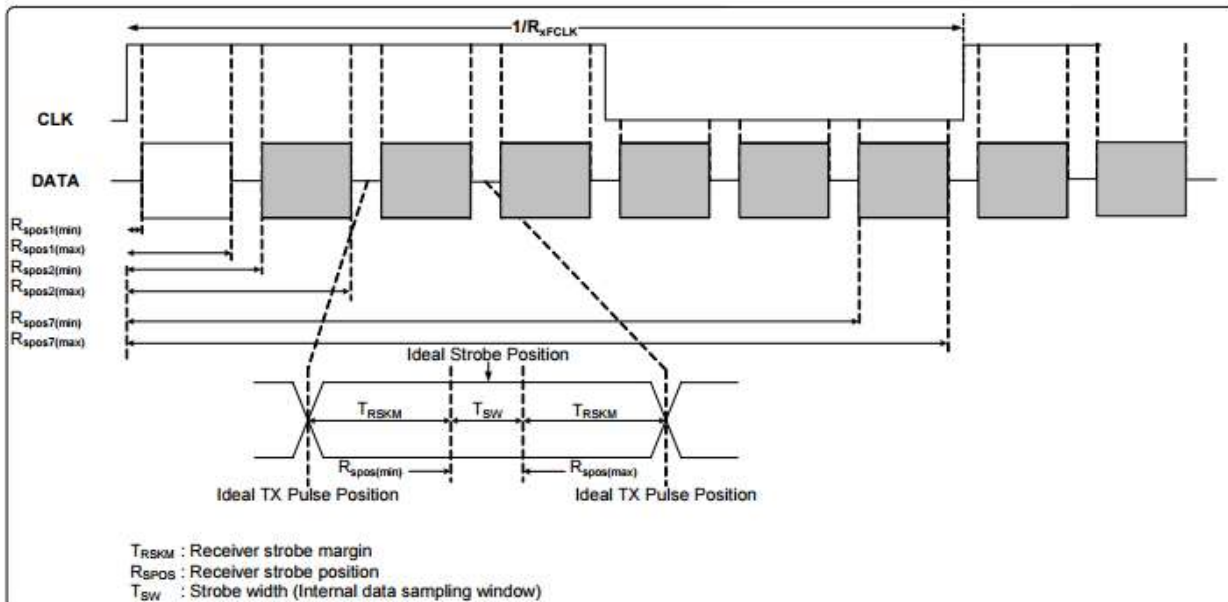 1/RxFCLK
CLK
DATA
Rspos1(min)
Rspos1(max)
Rspos2(min)
Rspos2(max)
Rspos7(min)
Rspos7(max)
Ideal Strobe Position
TRSKM TSW TRSKM
Rspos(min) Rspos(max)
Ideal TX Pulse Position Ideal TX Pulse Position
TRSKM : Receiver strobe margin
RSPOS : Receiver strobe position
TSW : Strobe width (Internal data sampling window)